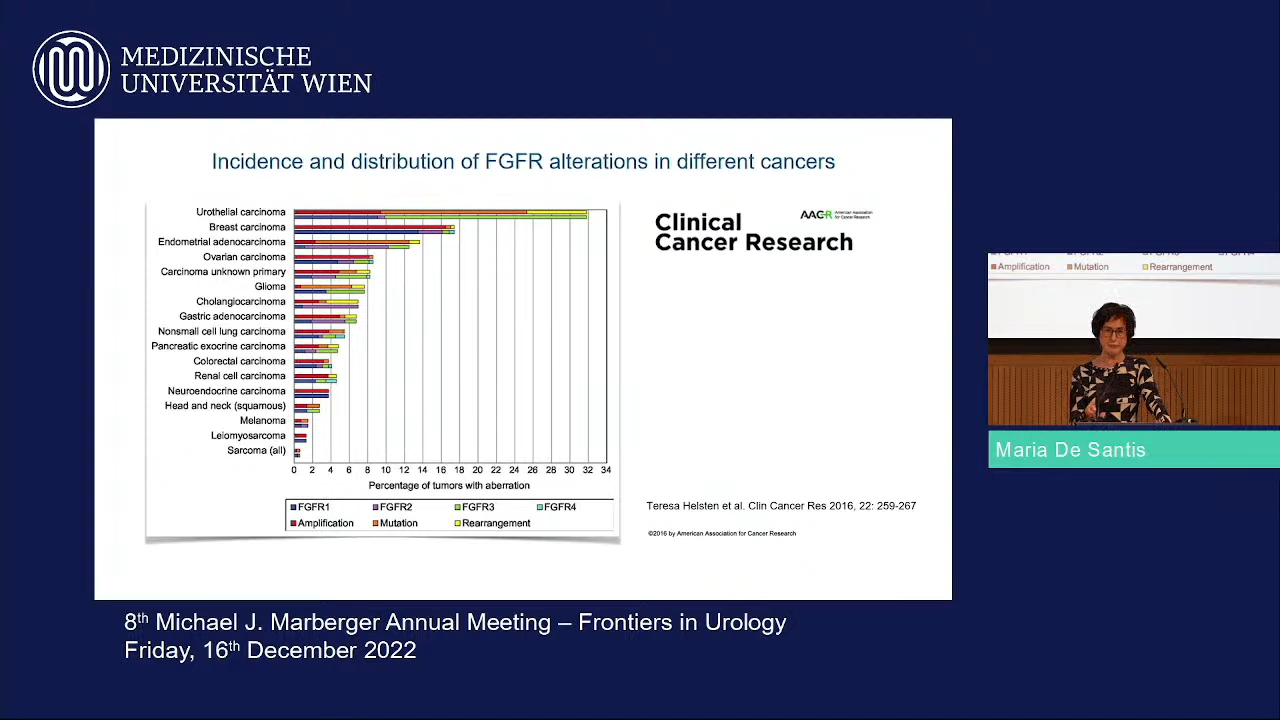 MEDIZINISCHE
UNIVERSITÄT WIEN
Incidence and distribution of FGFR alterations in different cancers
Urothelial carcinoma
Breast carcinoma
Endometrial adenocarcinoma
Ovarian carcinoma
Carcinoma unknown primary
Glioma
Cholangiocarcinoma
Gastric adenocarcinoma
Nonsmall cell lung carcinoma
Pancreatic exocrine carcinoma
Colorectal carcinoma
Renal cell carcinoma
Neuroendocrine carcinoma
Head and neck (squamous)
Melanoma
Leiomyosarcoma
Sarcoma (all)
0 2 4 6 8 10 12 14 16 18 20 22 24 26 28 30 32 34
Percentage of tumors with aberration
FGFR1 FGFR2 FGFR3 FGFR4
Amplification Mutation Rearrangement
AACR American Association
for Cancer Research
Clinical
Cancer Research
Teresa Helsten et al. Clin Cancer Res 2016, 22: 259-267
©2016 by American Association for Cancer Research
Amplification Mutation Rearrangement
Maria De Santis
8th Michael J. Marberger Annual Meeting – Frontiers in Urology
Friday, 16th December 2022